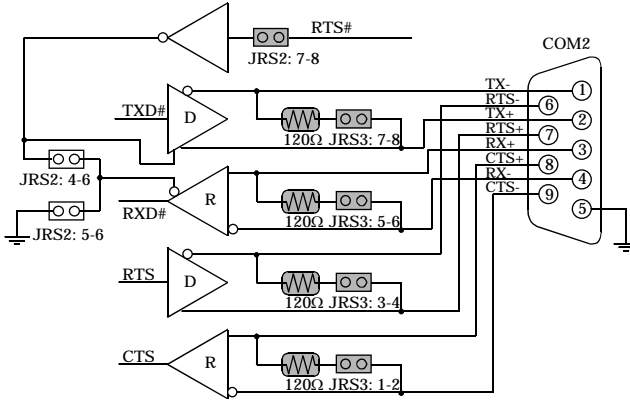 RTS#
JRS2: 7-8
COM2
TXD#
D
120Ω JRS3: 7-8
TX-
RTS-
TX+
RTS+
RX+
CTS+
RX-
CTS-
1
6
2
7
3
8
4
9
5
JRS2: 4-6
RXD#
R
120Ω JRS3: 5-6
JRS2: 5-6
RTS
D
120Ω JRS3: 3-4
CTS
R
120Ω JRS3: 1-2